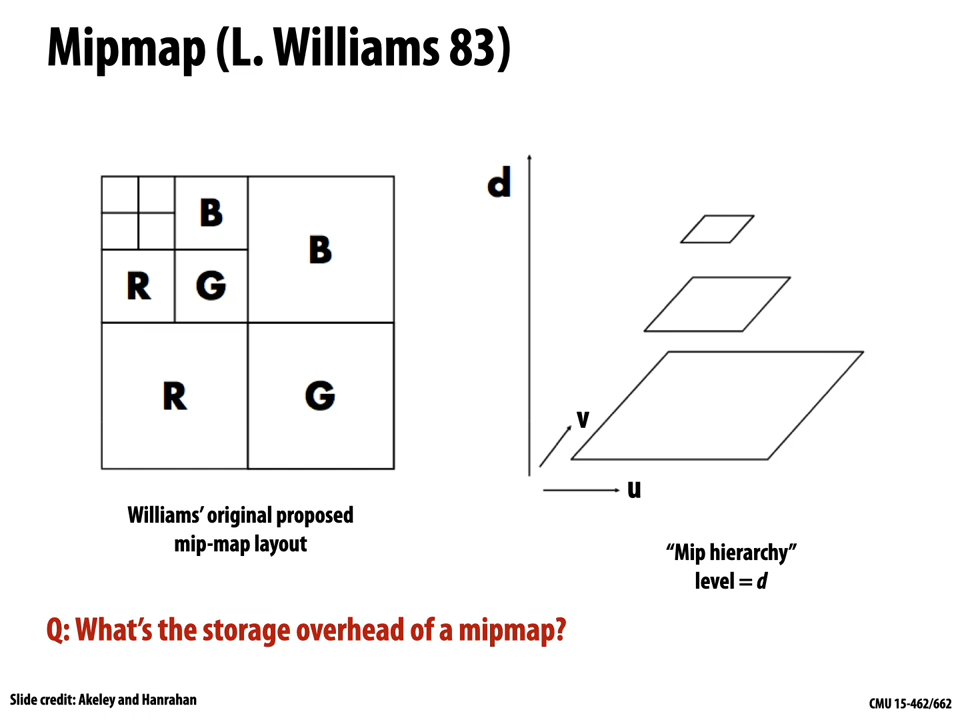 Mipmap (L. Williams 83)
B
B
R
G
R
G
Williams’ original proposed
mip-map layout
d
v
u
“Mip hierarchy”
level = d
Q: What’s the storage overhead of a mipmap?
Slide credit: Akeley and Hanrahan
CMU 15-462/662